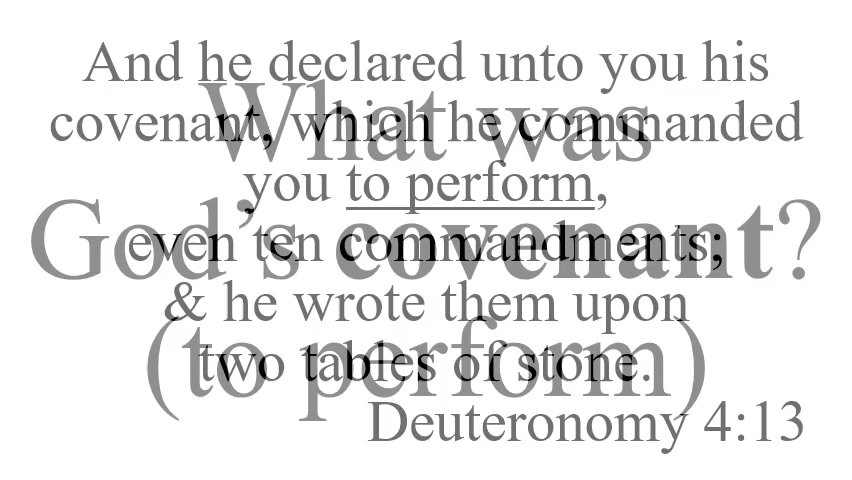 And he declared unto you his
covenant, which he commanded
you to perform,
even ten commandments;
& he wrote them upon
two tables of stone.
Deuteronomy 4:13
What was
God's covenant?
(to perform)